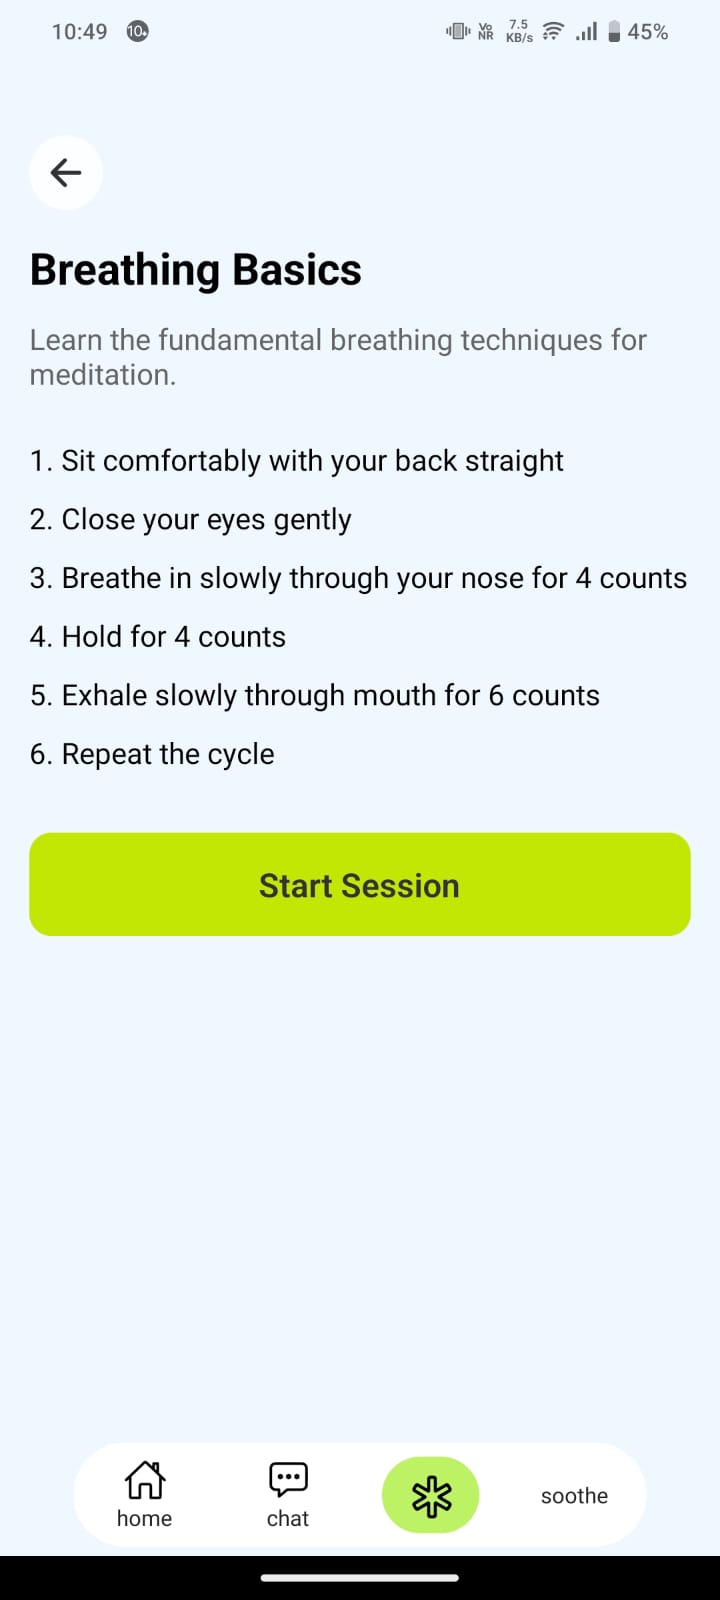 10:49 10+ Vo NR 7.5 KB/s 45%
Breathing Basics
Learn the fundamental breathing techniques for
meditation.
1. Sit comfortably with your back straight
2. Close your eyes gently
3. Breathe in slowly through your nose for 4 counts
4. Hold for 4 counts
5. Exhale slowly through mouth for 6 counts
6. Repeat the cycle
Start Session
home chat soothe